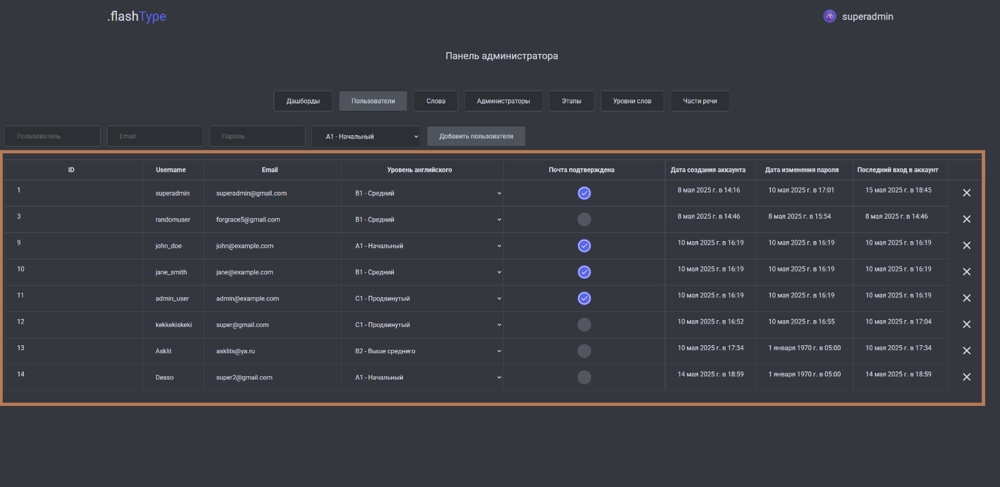 .flashType
superadmin
Панель администратора
Дашборды Пользователи Слова Администраторы Этапы Уровни слов Части речи
Пользователь Email Пароль A1 - Начальный Добавить пользователя
ID Username Email Уровень английского Почта подтверждена Дата создания аккаунта Дата изменения пароля Последний вход в аккаунт
1 superadmin superadmin@gmail.com B1 - Средний 8 мая 2025 г. в 14:16 10 мая 2025 г. в 17:01 15 мая 2025 г. в 18:45
3 randomuser forgrace5@gmail.com B1 - Средний 8 мая 2025 г. в 14:46 8 мая 2025 г. в 15:54 8 мая 2025 г. в 14:46
9 john_doe john@example.com A1 - Начальный 10 мая 2025 г. в 16:19 10 мая 2025 г. в 16:19 10 мая 2025 г. в 16:19
10 jane_smith jane@example.com B1 - Средний 10 мая 2025 г. в 16:19 10 мая 2025 г. в 16:19 10 мая 2025 г. в 16:19
11 admin_user admin@example.com C1 - Продвинутый 10 мая 2025 г. в 16:19 10 мая 2025 г. в 16:19 10 мая 2025 г. в 16:19
12 kekkekiskeki super@gmail.com C1 - Продвинутый 10 мая 2025 г. в 16:52 10 мая 2025 г. в 16:55 10 мая 2025 г. в 17:04
13 Asklit asklits@ya.ru B2 - Выше среднего 10 мая 2025 г. в 17:34 1 января 1970 г. в 05:00 10 мая 2025 г. в 17:34
14 Desso super2@gmail.com A1 - Начальный 14 мая 2025 г. в 18:59 1 января 1970 г. в 05:00 14 мая 2025 г. в 18:59